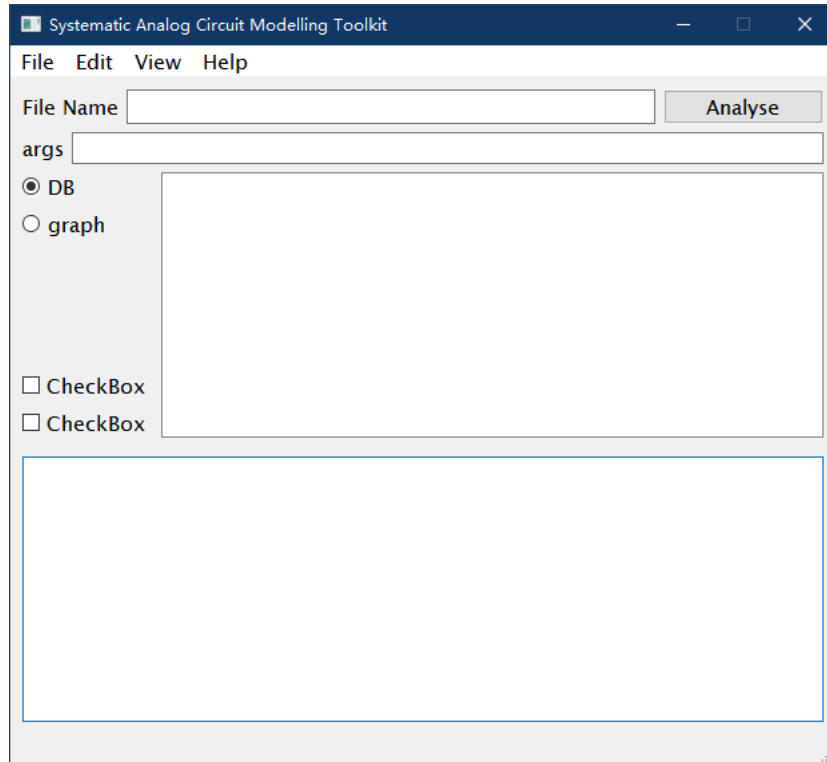 Systematic Analog Circuit Modelling Toolkit
File Edit View Help
File Name Analyse
args
DB
graph
CheckBox
CheckBox